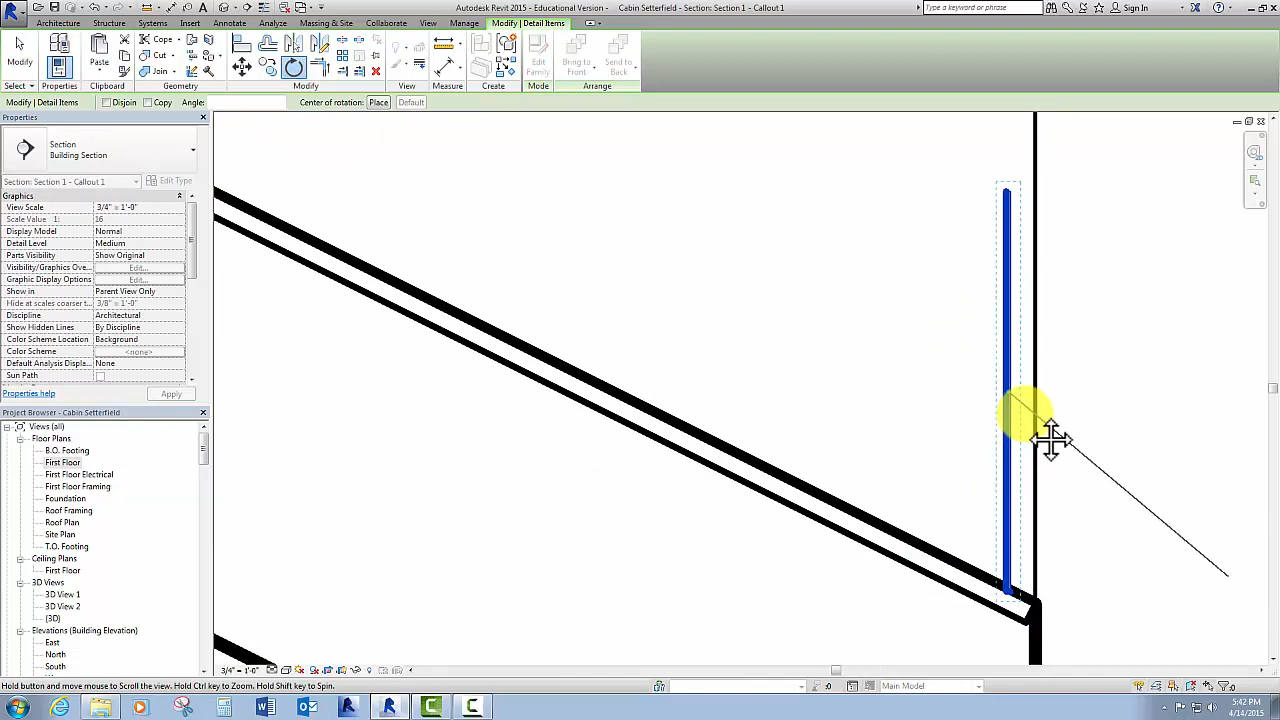 Autodesk Revit 2015 - Educational Version - Cabin Setterfield - Section: Section 1 - Callout 1
Type a keyword or phrase
Sign In
Architecture Structure Systems Insert Annotate Analyze Massing & Site Collaborate View Manage Modify | Detail Items
Modify
Paste
Cope
Cut
Join
Edit
Family
Bring to
Front
Send to
Back
Select Properties Clipboard Geometry Modify View Measure Create Mode Arrange
Modify | Detail Items Disjoin Copy Angle: Center of rotation: Place Default
Properties
Section
Building Section
Section: Section 1 - Callout 1 Edit Type
Graphics
View Scale 3/4" = 1'-0"
Scale Value 1: 16
Display Model Normal
Detail Level Medium
Parts Visibility Show Original
Visibility/Graphics Ove... Edit...
Graphic Display Options Edit...
Show in Parent View Only
Hide at scales coarser t... 3/8" = 1'-0"
Discipline Architectural
Show Hidden Lines By Discipline
Color Scheme Location Background
Color Scheme <none>
Default Analysis Displa... None
Sun Path
Properties help Apply
Project Browser - Cabin Setterfield
Views (all)
Floor Plans
B.O. Footing
First Floor
First Floor Electrical
First Floor Framing
Foundation
Roof Framing
Roof Plan
Site Plan
T.O. Footing
Ceiling Plans
First Floor
3D Views
3D View 1
3D View 2
{3D}
Elevations (Building Elevation)
East
North
South
3/4" = 1'-0"
Hold button and move mouse to Scroll the view. Hold Ctrl key to Zoom. Hold Shift key to Spin.
:0
Main Model
:0
5:42 PM
4/14/2015